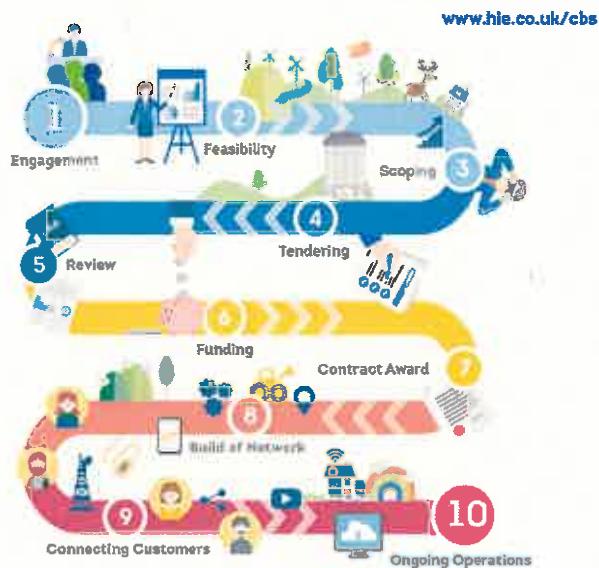 www.hie.co.uk/cbs
1
Engagement
2
Feasibility
Scoping
3
4
Tendering
5
Review
6
Funding
Contract Award
7
8
Build of Network
9
Connecting Customers
10
Ongoing Operations